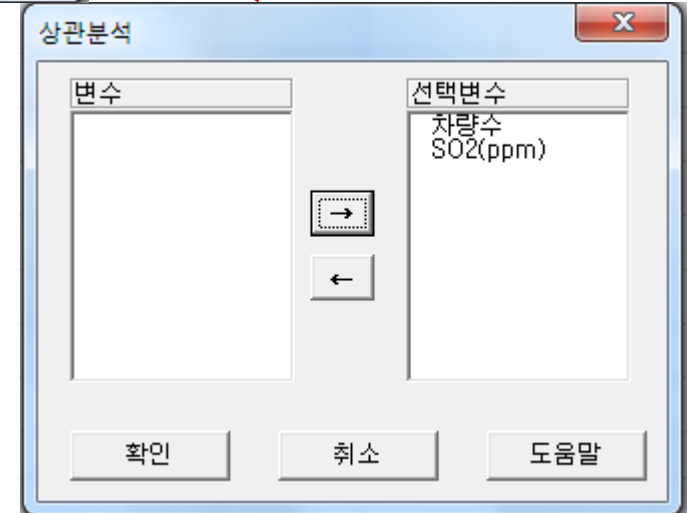 상관분석
변수
선택변수
차량수
SO2(ppm)
→
←
확인
취소
도움말